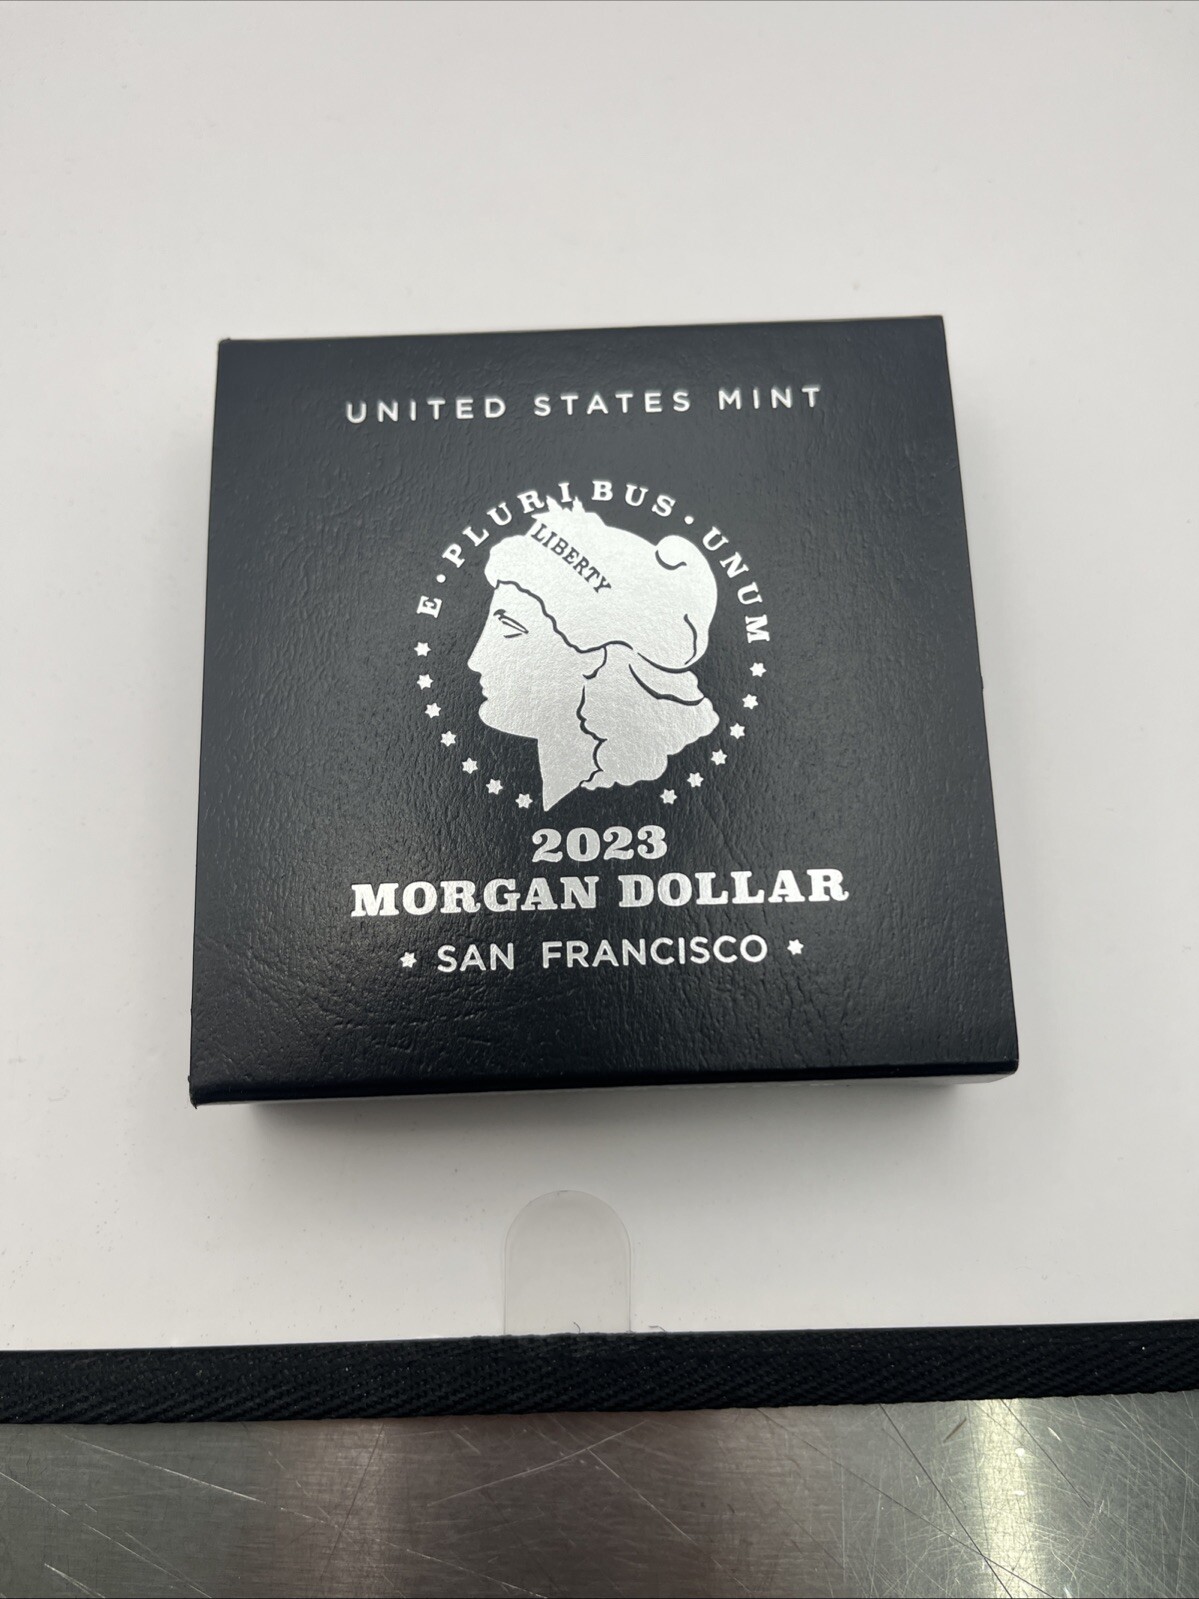 UNITED STATES MINT
E · PLURIBUS · UNUM
LIBERTY
2023
MORGAN DOLLAR
SAN FRANCISCO